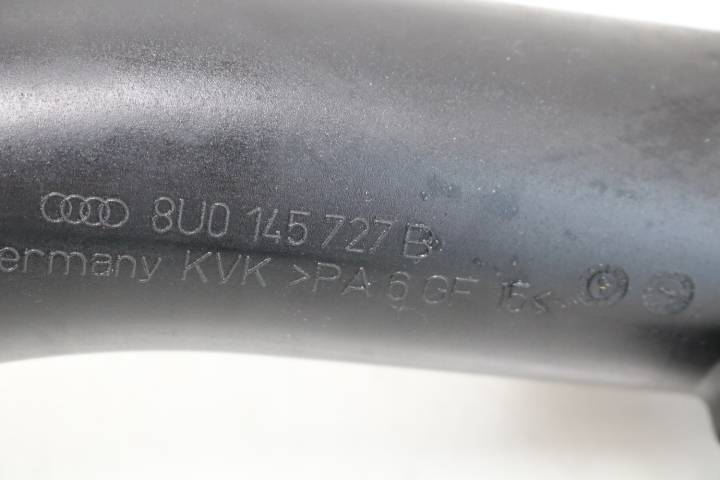 8U0 145 727 B
ermany KVK >PA 6 GF 15<